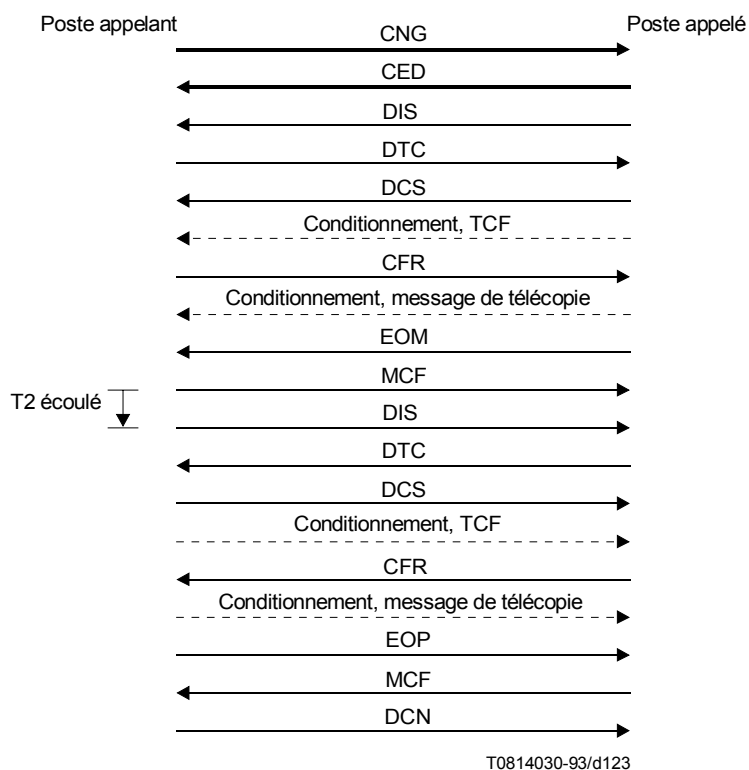 Poste appelant
Poste appelé
CNG
CED
DIS
DTC
DCS
Conditionnement, TCF
CFR
Conditionnement, message de télécopie
EOM
MCF
T2 écoulé
DIS
DTC
DCS
Conditionnement, TCF
CFR
Conditionnement, message de télécopie
EOP
MCF
DCN
T0814030-93/d123